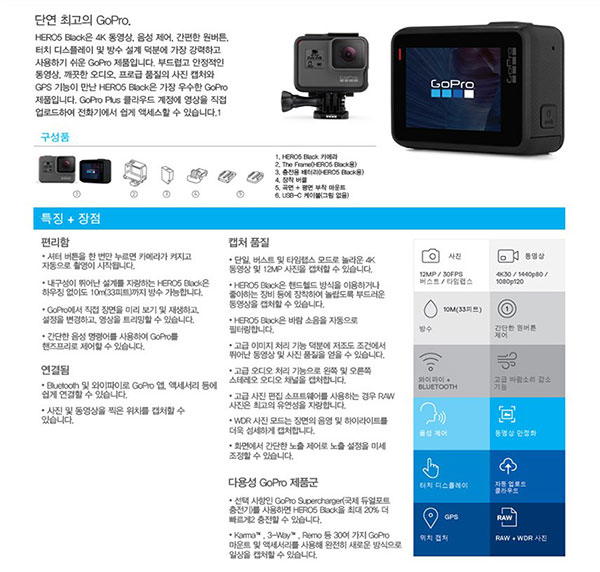 단연 최고의 GoPro.
HERO5 Black은 4K 동영상, 음성 제어, 간편한 원버튼,
터치 디스플레이 및 방수 설계 덕분에 가장 강력하고
사용하기 쉬운 GoPro 제품입니다. 부드럽고 안정적인
동영상, 깨끗한 오디오, 프로급 품질의 사진 캡처와
GPS 기능이 만난 HERO5 Black은 가장 우수한 GoPro
제품입니다. GoPro Plus 클라우드 계정에 영상을 직접
업로드하여 전화기에서 쉽게 액세스할 수 있습니다.1
GoPro
GoPro
구성품
① ② ③ ④ ⑤
1. HERO5 Black 카메라
2. The Frame(HERO5 Black용)
3. 충전용 배터리(HERO5 Black용)
4. 장착 버클
5. 곡면 + 평면 부착 마운트
6. USB-C 케이블(그림 없음)
특징 + 장점
편리함
• 셔터 버튼을 한 번만 누르면 카메라가 켜지고
자동으로 촬영이 시작됩니다.
• 내구성이 뛰어난 설계를 자랑하는 HERO5 Black은
하우징 없이도 10m(33피트)까지 방수 가능합니다.
• GoPro에서 직접 장면을 미리 보기 및 재생하고,
설정을 변경하고, 영상을 트리밍할 수 있습니다.
• 간단한 음성 명령어를 사용하여 GoPro를
핸즈프리로 제어할 수 있습니다.
연결됨
• Bluetooth 및 와이파이로 GoPro 앱, 액세서리 등에
쉽게 연결할 수 있습니다.
• 사진 및 동영상을 찍은 위치를 캡처할 수
있습니다.
캡처 품질
• 단일, 버스트 및 타임랩스 모드로 놀라운 4K
동영상 및 12MP 사진을 캡처할 수 있습니다.
• HERO5 Black은 핸드헬드 방식을 이용하거나
좋아하는 장비 등에 장착하여 놀랍도록 부드러운
동영상을 캡처할 수 있습니다.
• HERO5 Black은 바람 소음을 자동으로
필터링합니다.
• 고급 이미지 처리 기능 덕분에 저조도 조건에서
뛰어난 동영상 및 사진 품질을 얻을 수 있습니다.
• 고급 오디오 처리 기능으로 왼쪽 및 오른쪽
스테레오 오디오 채널을 캡처합니다.
• 고급 사진 편집 소프트웨어를 사용하는 경우 RAW
사진은 최고의 유연성을 자랑합니다.
• WDR 사진 모드는 장면의 음영 및 하이라이트를
더욱 섬세하게 캡처합니다.
• 화면에서 간단한 노출 제어로 노출 설정을 미세
조정할 수 있습니다.
다용성 GoPro 제품군
• 선택 사항인 GoPro Supercharger(국제 듀얼포트
충전기)를 사용하면 HERO5 Black을 최대 20% 더
빠르게2 충전할 수 있습니다.
• Karma™, 3-Way™, Remo 등 30여 가지 GoPro
마운트 및 액세서리를 사용해 완전히 새로운 방식으로
일상을 캡처할 수 있습니다.
사진
12MP / 30FPS
버스트 / 타임랩스
동영상
4K30 / 1440p80 /
1080p120
10M(33피트)
방수
간단한 원버튼
제어
와이파이 +
BLUETOOTH
고급 바람소리 감소
기능
음성 제어
동영상 안정화
터치 디스플레이
자동 업로드
클라우드
GPS
위치 캡처
RAW
RAW + WDR 사진